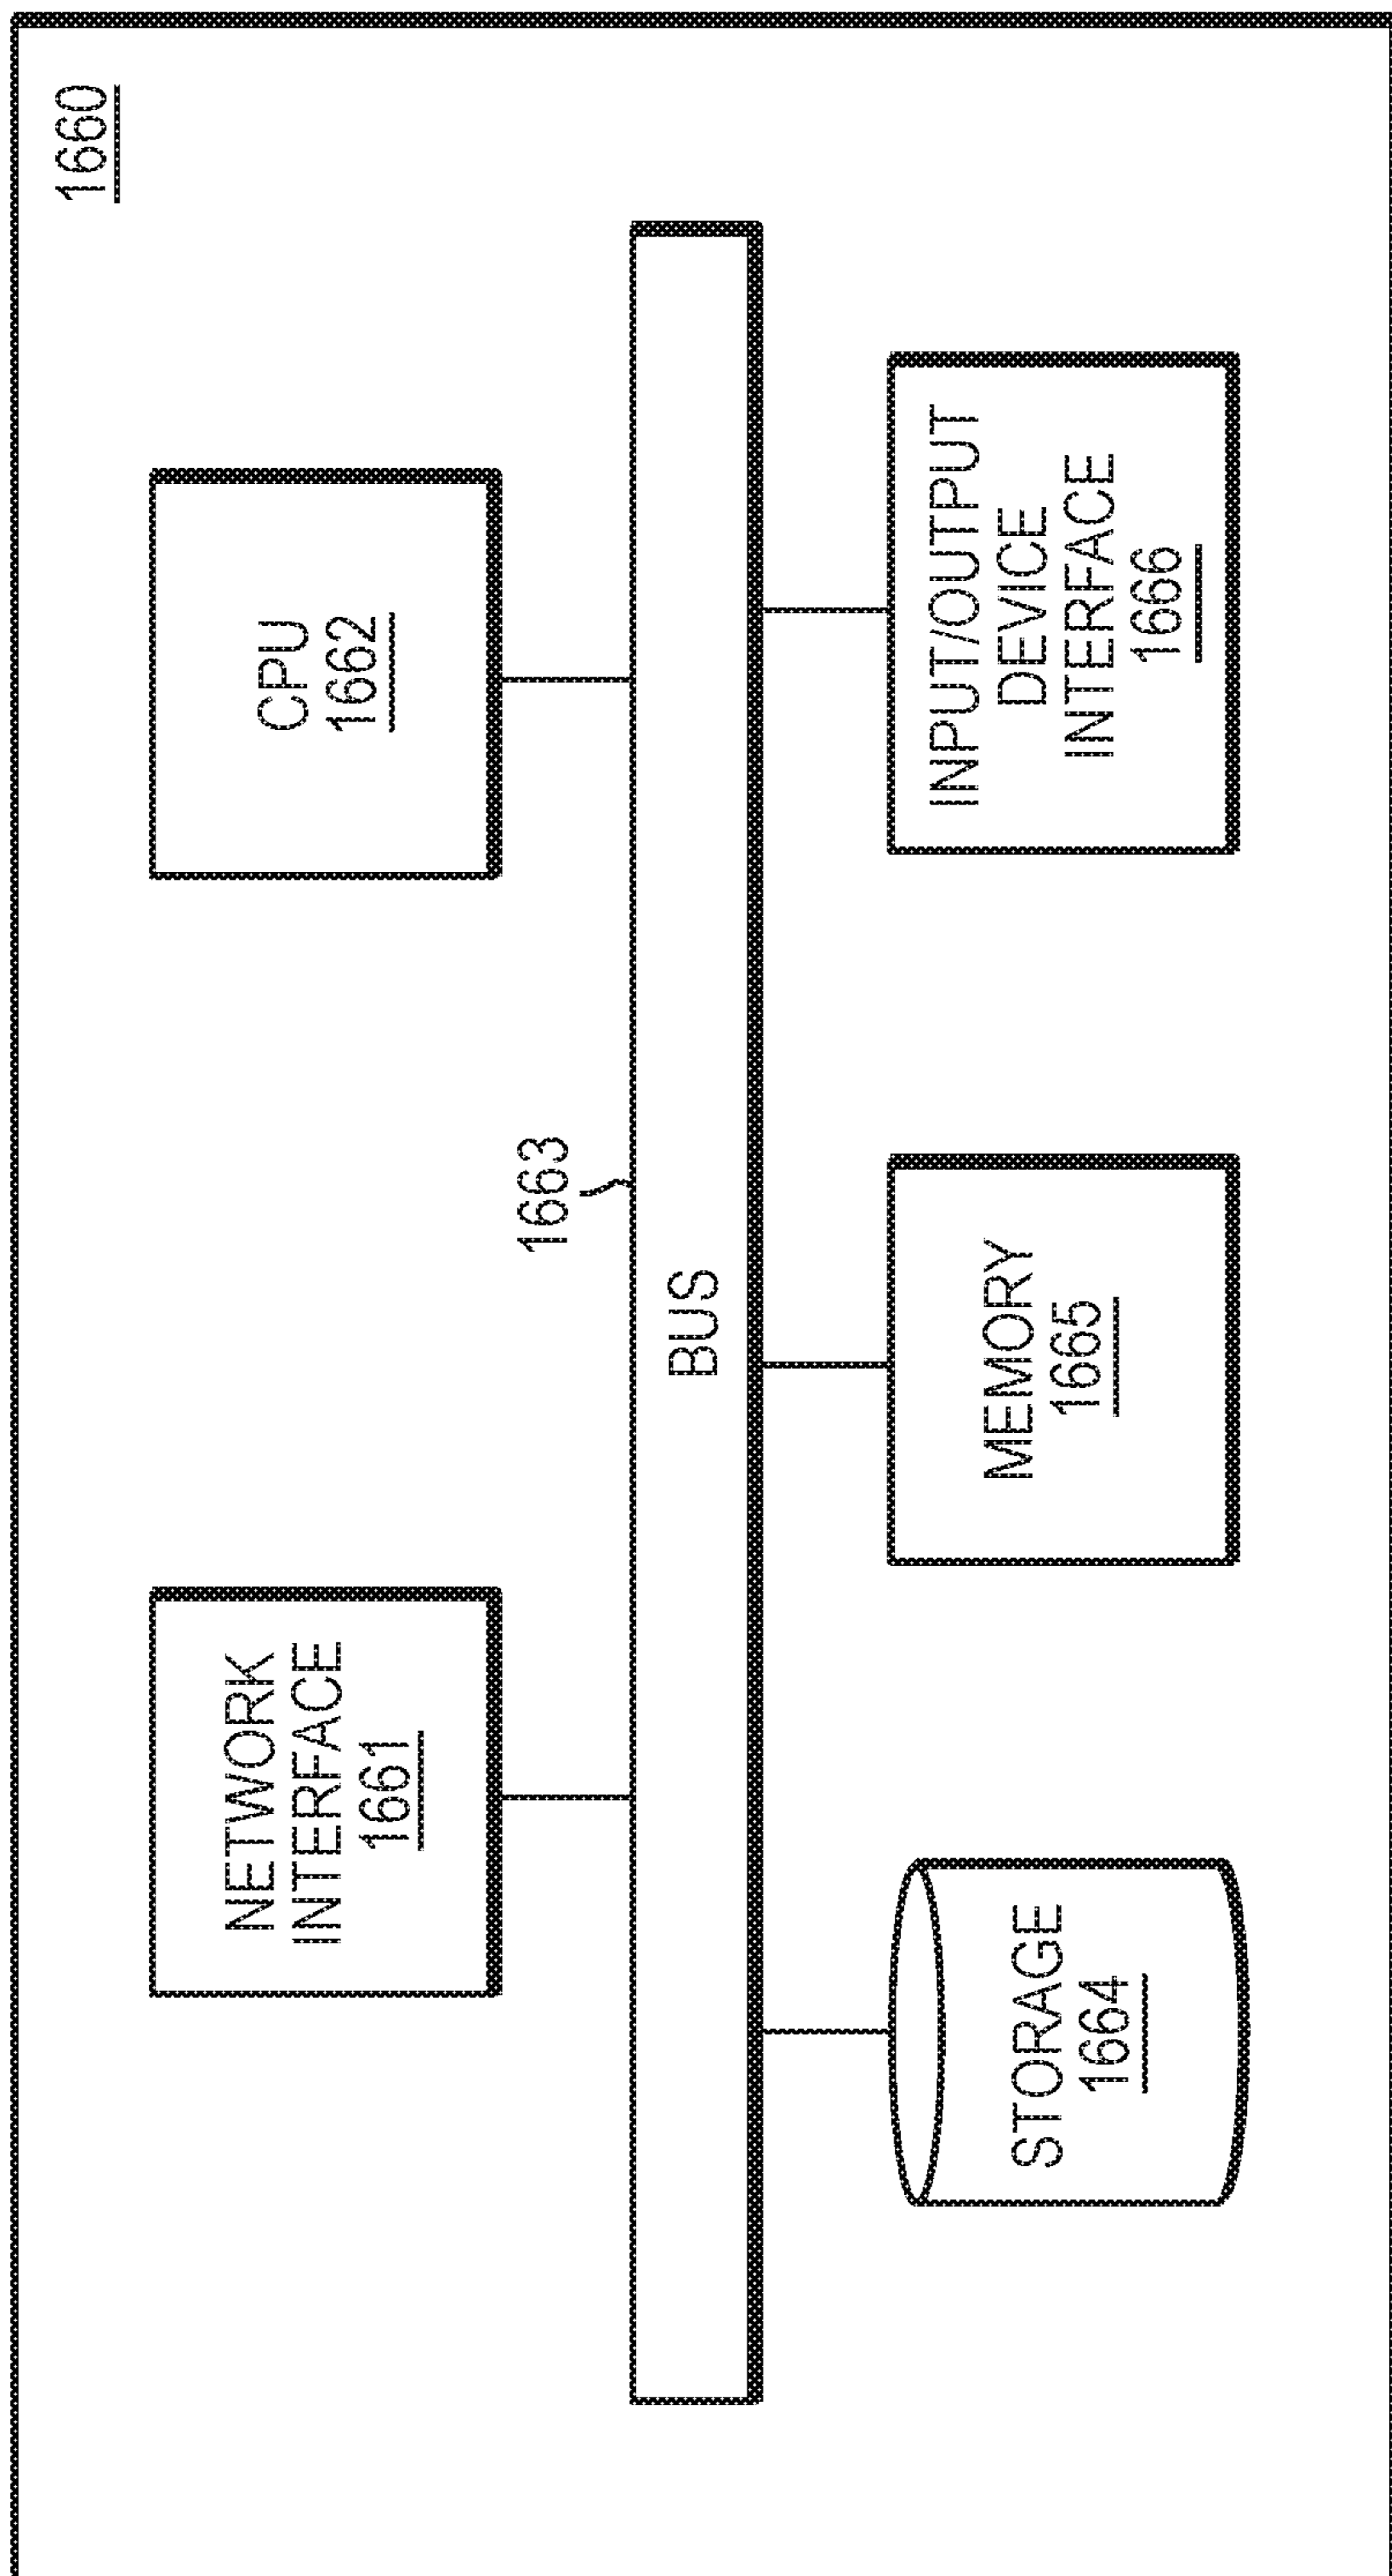 1660
NETWORK
INTERFACE
1661
CPU
1662
1663
BUS
STORAGE
1664
MEMORY
1665
INPUT/OUTPUT
DEVICE
INTERFACE
1666